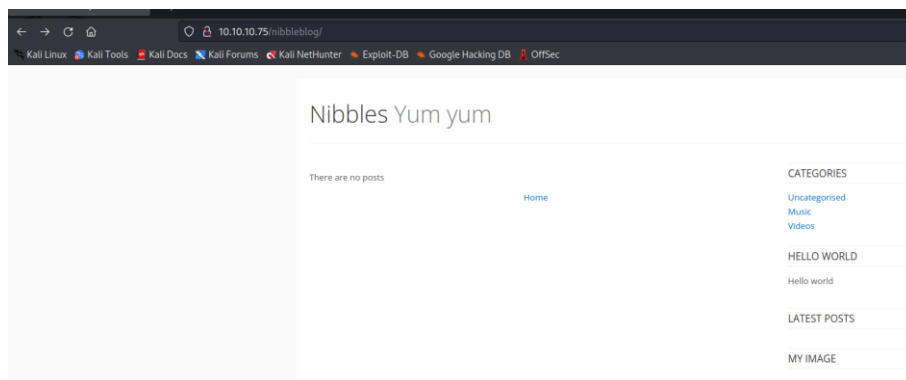 10.10.10.75/nibbleblog/
Kali Linux Kali Tools Kali Docs Kali Forums Kali NetHunter Exploit-DB Google Hacking DB OffSec
Nibbles Yum yum
There are no posts
Home
CATEGORIES
Uncategorised
Music
Videos
HELLO WORLD
Hello world
LATEST POSTS
MY IMAGE